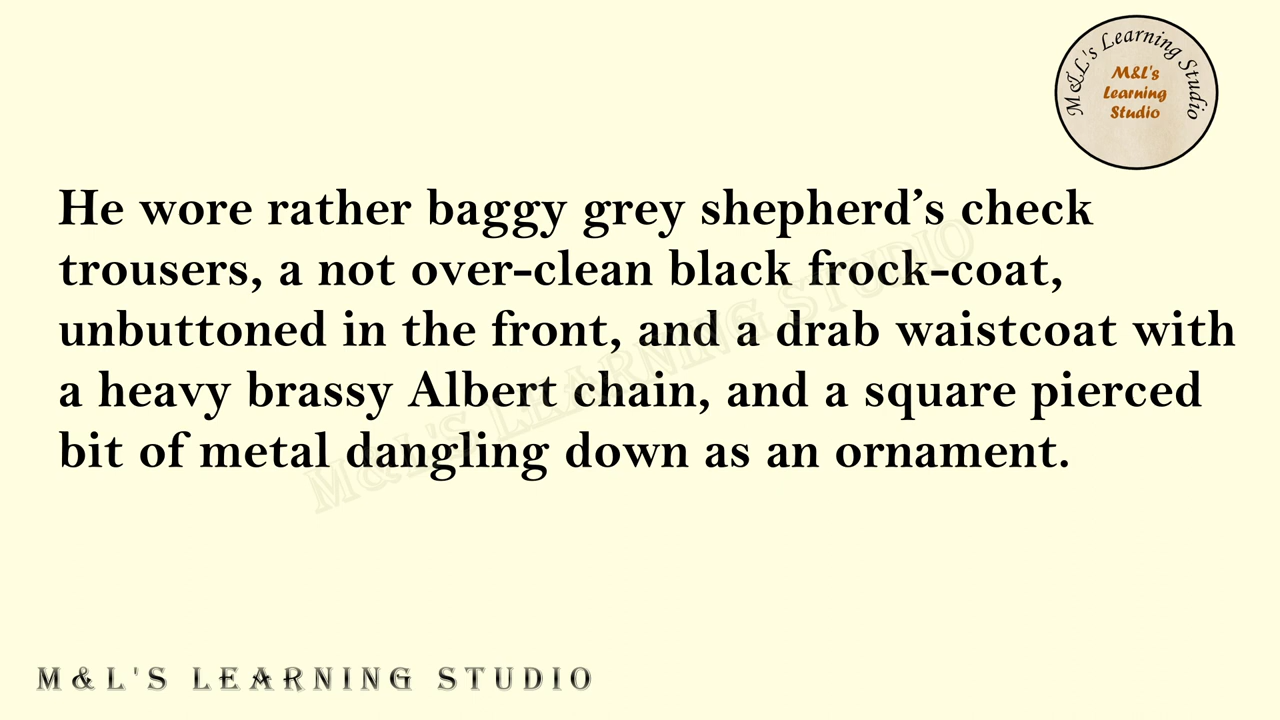 M&L's Learning Studio
M&L's
Learning
Studio
He wore rather baggy grey shepherd’s check
trousers, a not over-clean black frock-coat,
unbuttoned in the front, and a drab waistcoat with
a heavy brassy Albert chain, and a square pierced
bit of metal dangling down as an ornament.
M&L'S LEARNING STUDIO
M&L'S LEARNING STUDIO